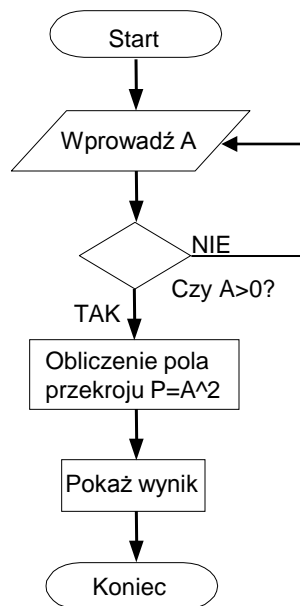 Start
Wprowadź A
NIE
Czy A>0?
TAK
Obliczenie pola
przekroju P=A^2
Pokaż wynik
Koniec